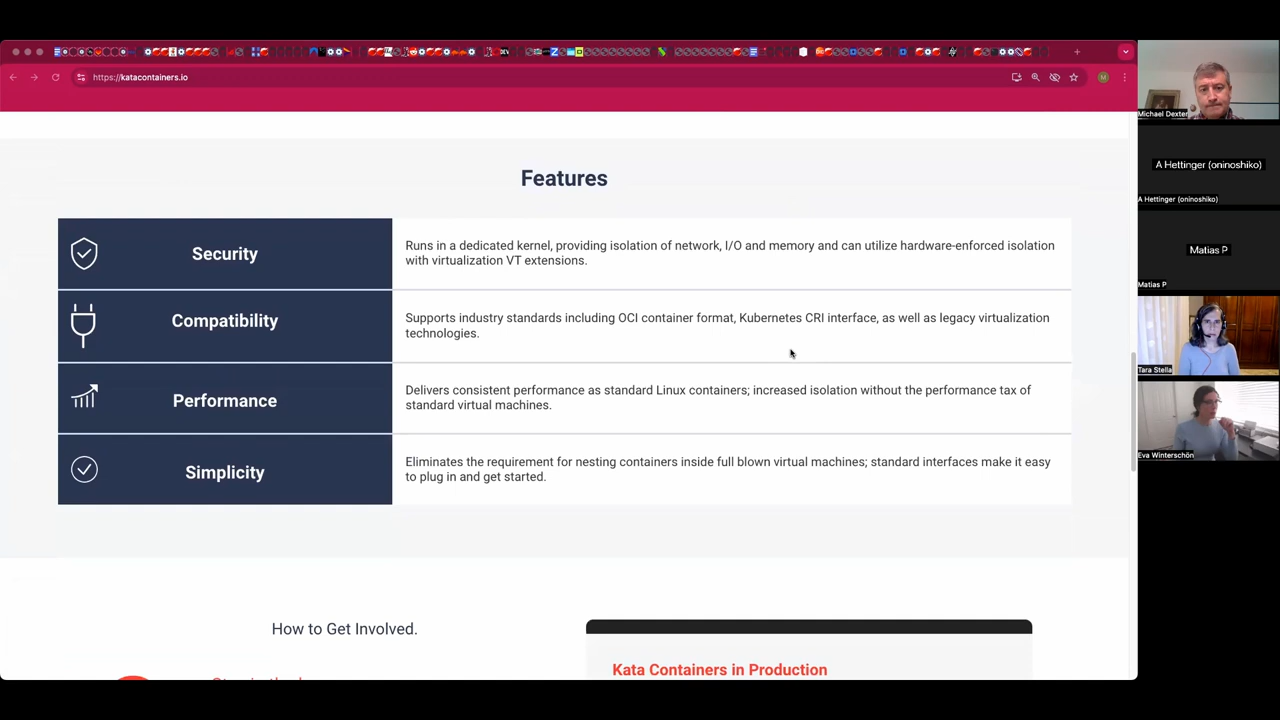 https://katacontainers.io
M
Features
Security
Runs in a dedicated kernel, providing isolation of network, I/O and memory and can utilize hardware-enforced isolation
with virtualization VT extensions.
Compatibility
Supports industry standards including OCI container format, Kubernetes CRI interface, as well as legacy virtualization
technologies.
Performance
Delivers consistent performance as standard Linux containers; increased isolation without the performance tax of
standard virtual machines.
Simplicity
Eliminates the requirement for nesting containers inside full blown virtual machines; standard interfaces make it easy
to plug in and get started.
How to Get Involved.
Kata Containers in Production
Michael Dexter
A Hettinger (oninoshiko)
A Hettinger (oninoshiko)
Matias P
Matias P
Tara Stella
Eva Winterschön